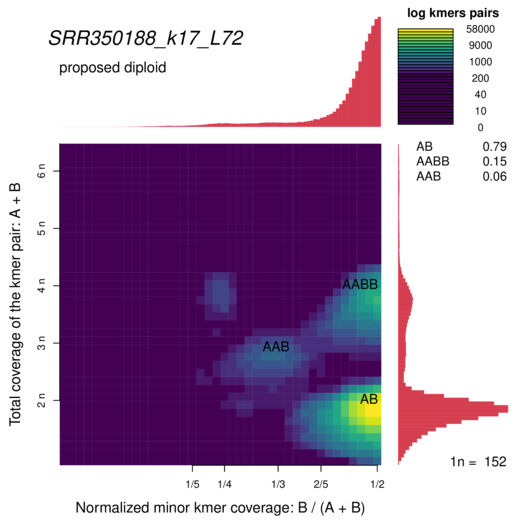 log kmers pairs
SRR350188_k17_L72
proposed diploid
58000
9000
1000
200
40
10
0
AB 0.79
AABB 0.15
AAB 0.06
Total coverage of the kmer pair: A + B
6 n
5 n
4 n
3 n
2 n
AABB
AAB
AB
1n = 152
1/5 1/4 1/3 2/5 1/2
Normalized minor kmer coverage: B / (A + B)